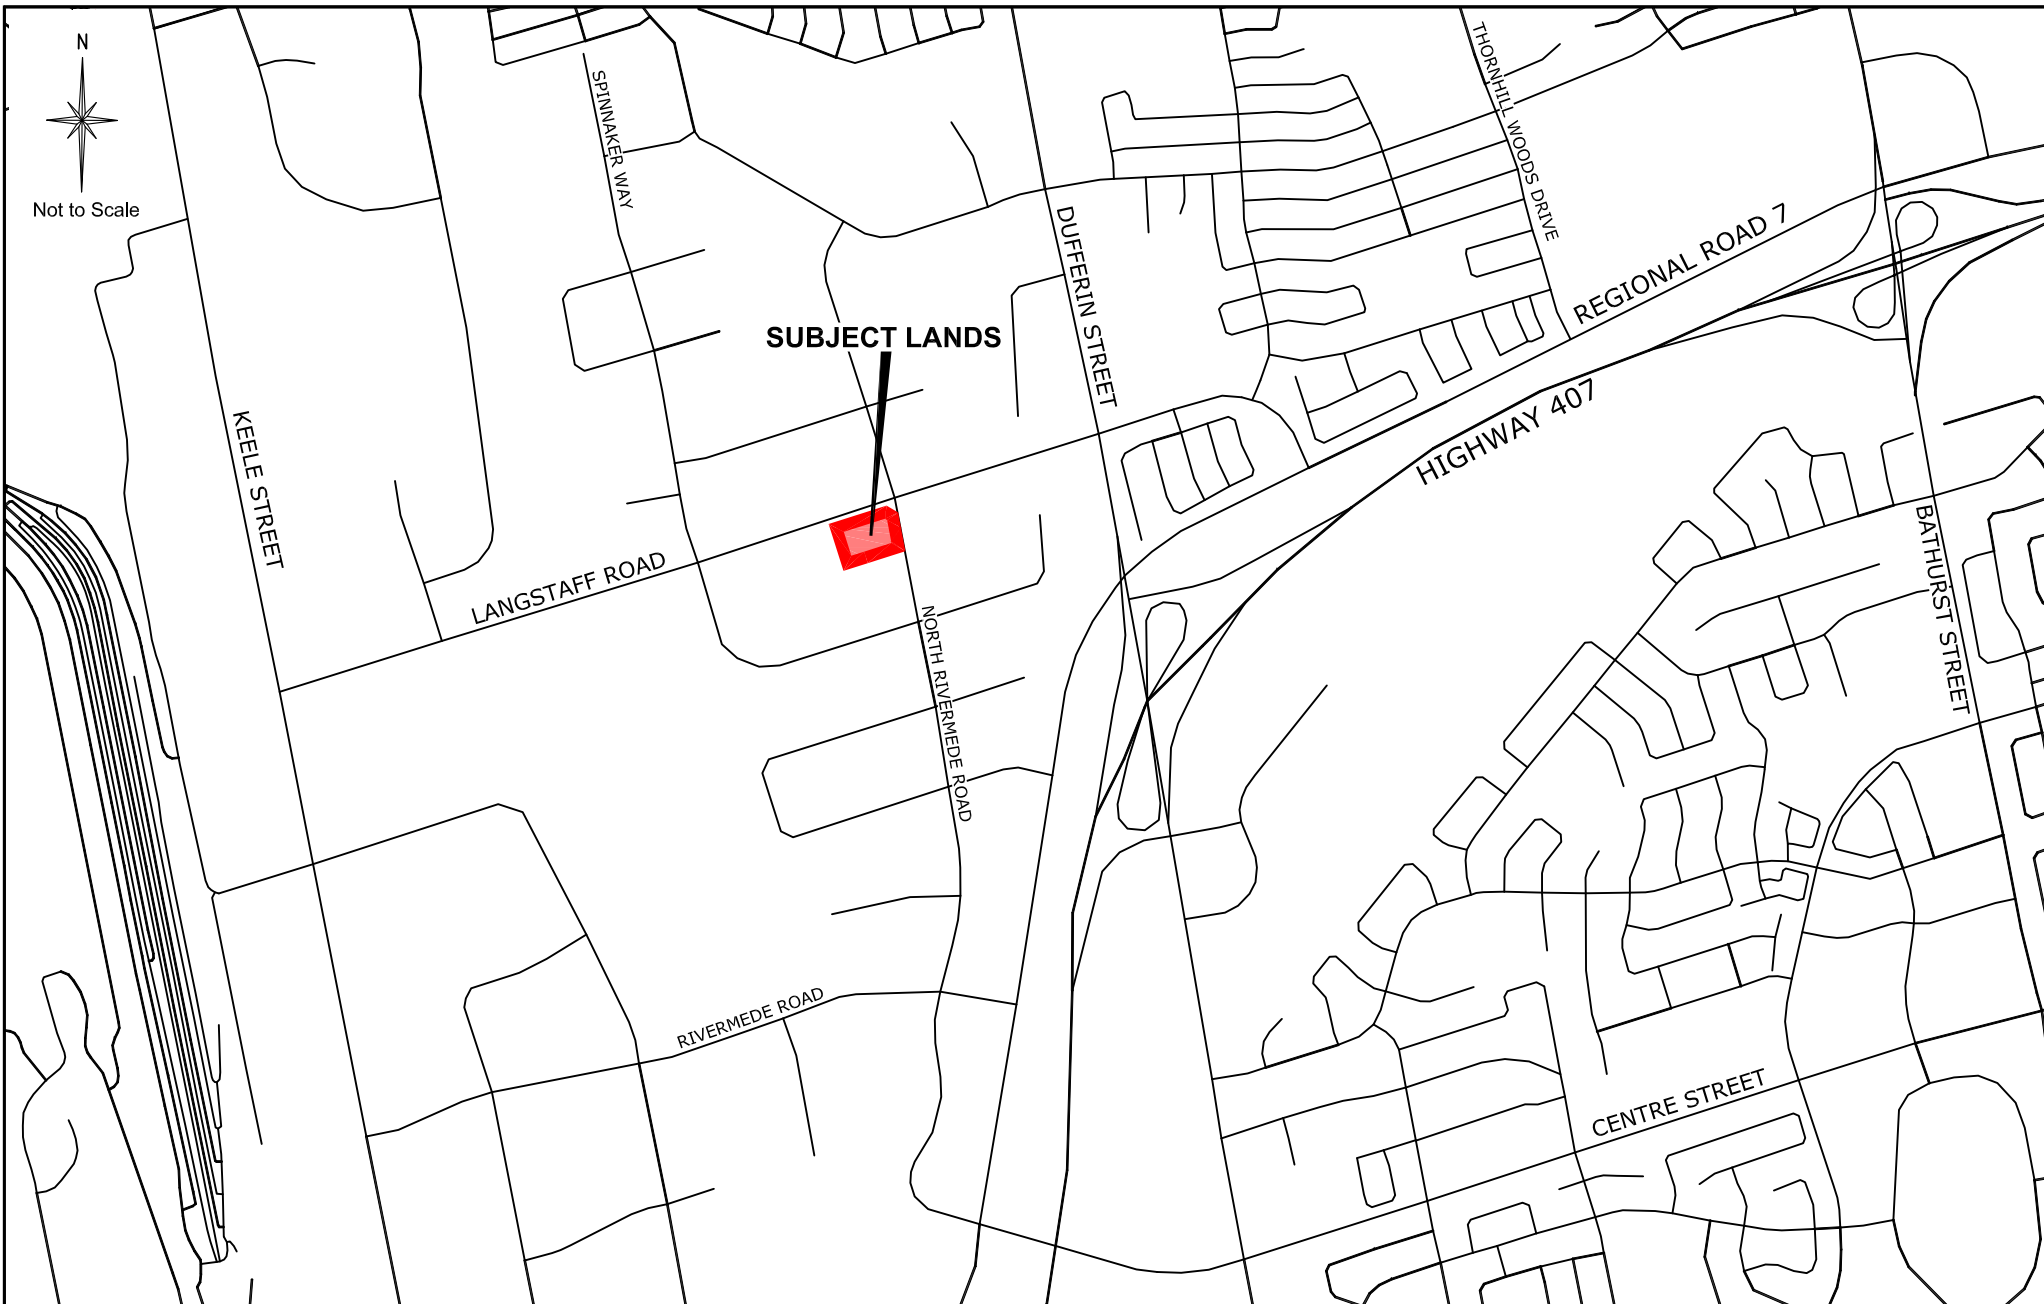 N
Not to Scale
SPINNAKER WAY
THORNHILL WOODS DRIVE
DUFFERIN STREET
REGIONAL ROAD 7
SUBJECT LANDS
HIGHWAY 407
KEELE STREET
LANGSTAFF ROAD
BATHURST STREET
NORTH RIVERMEDE ROAD
RIVERMEDE ROAD
CENTRE STREET